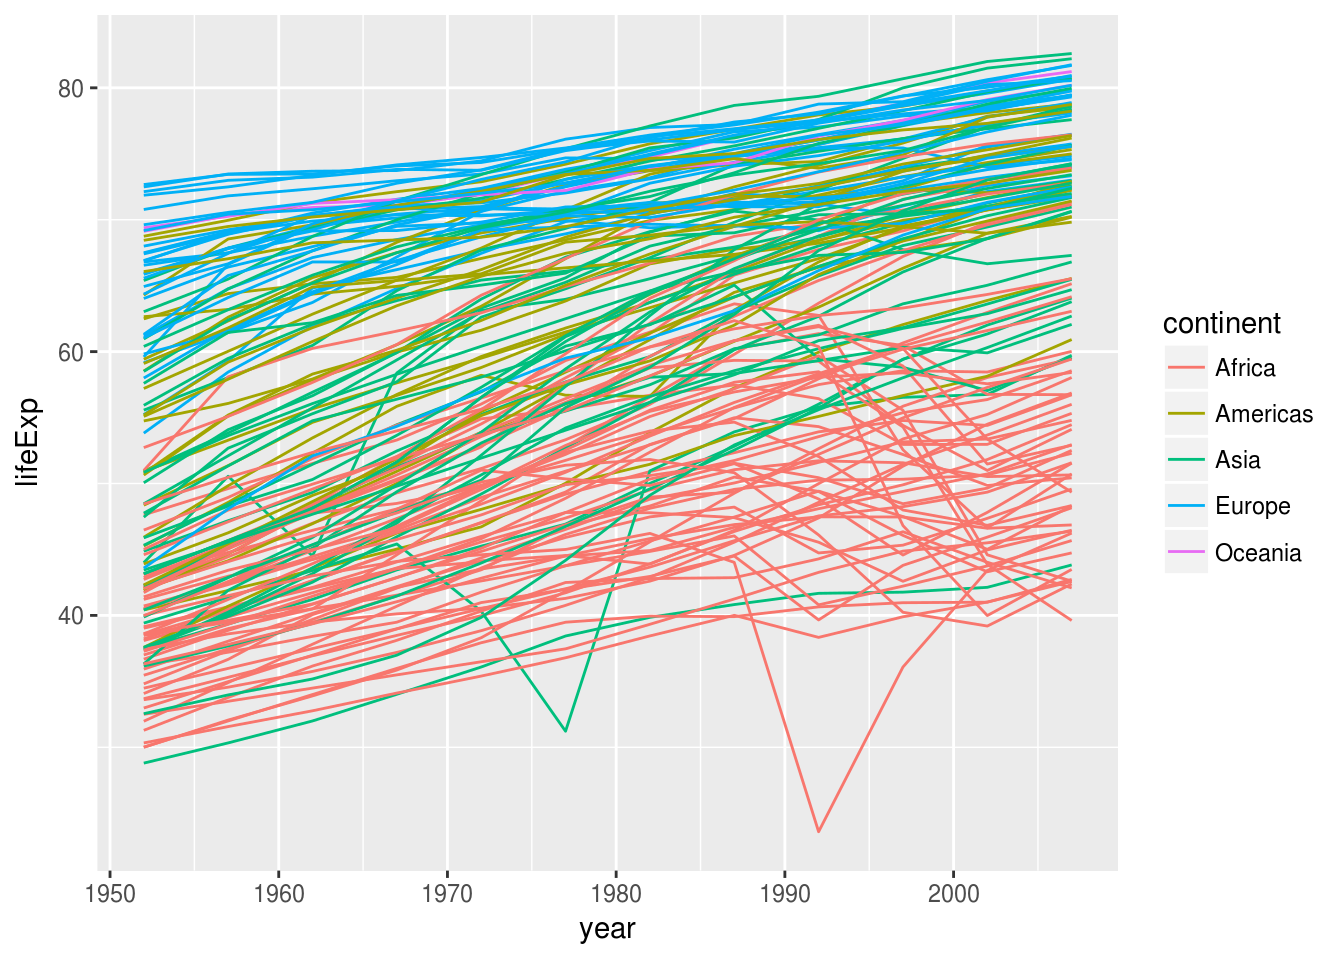 80
60
40
lifeExp
1950
1960
1970
1980
1990
2000
year
continent
Africa
Americas
Asia
Europe
Oceania